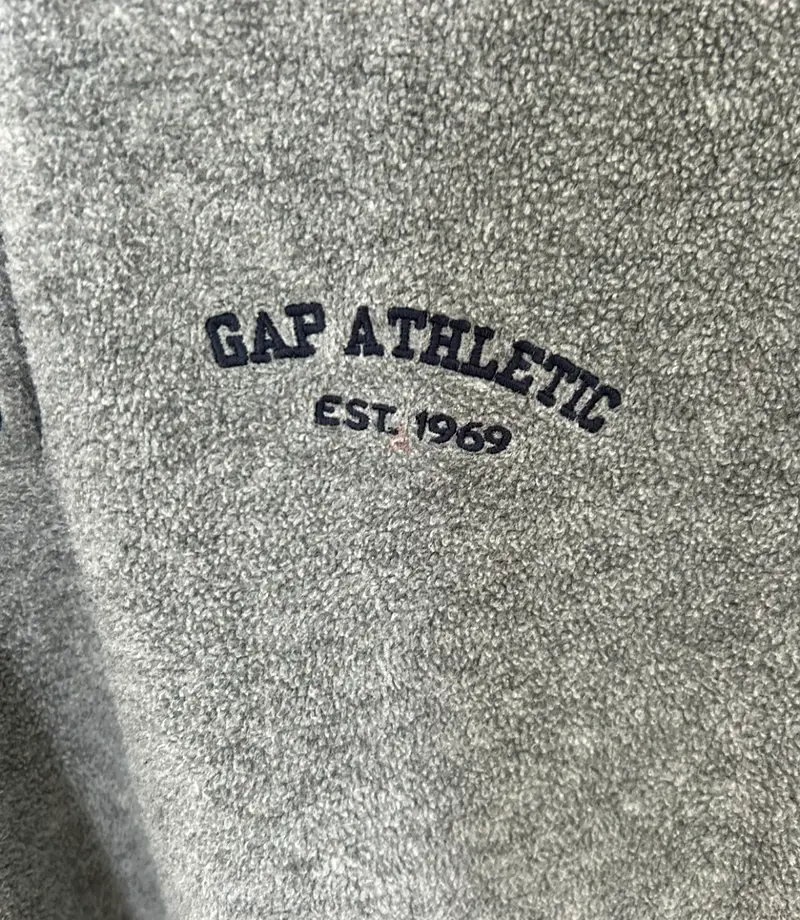 GAP ATHLETIC
EST. 1969